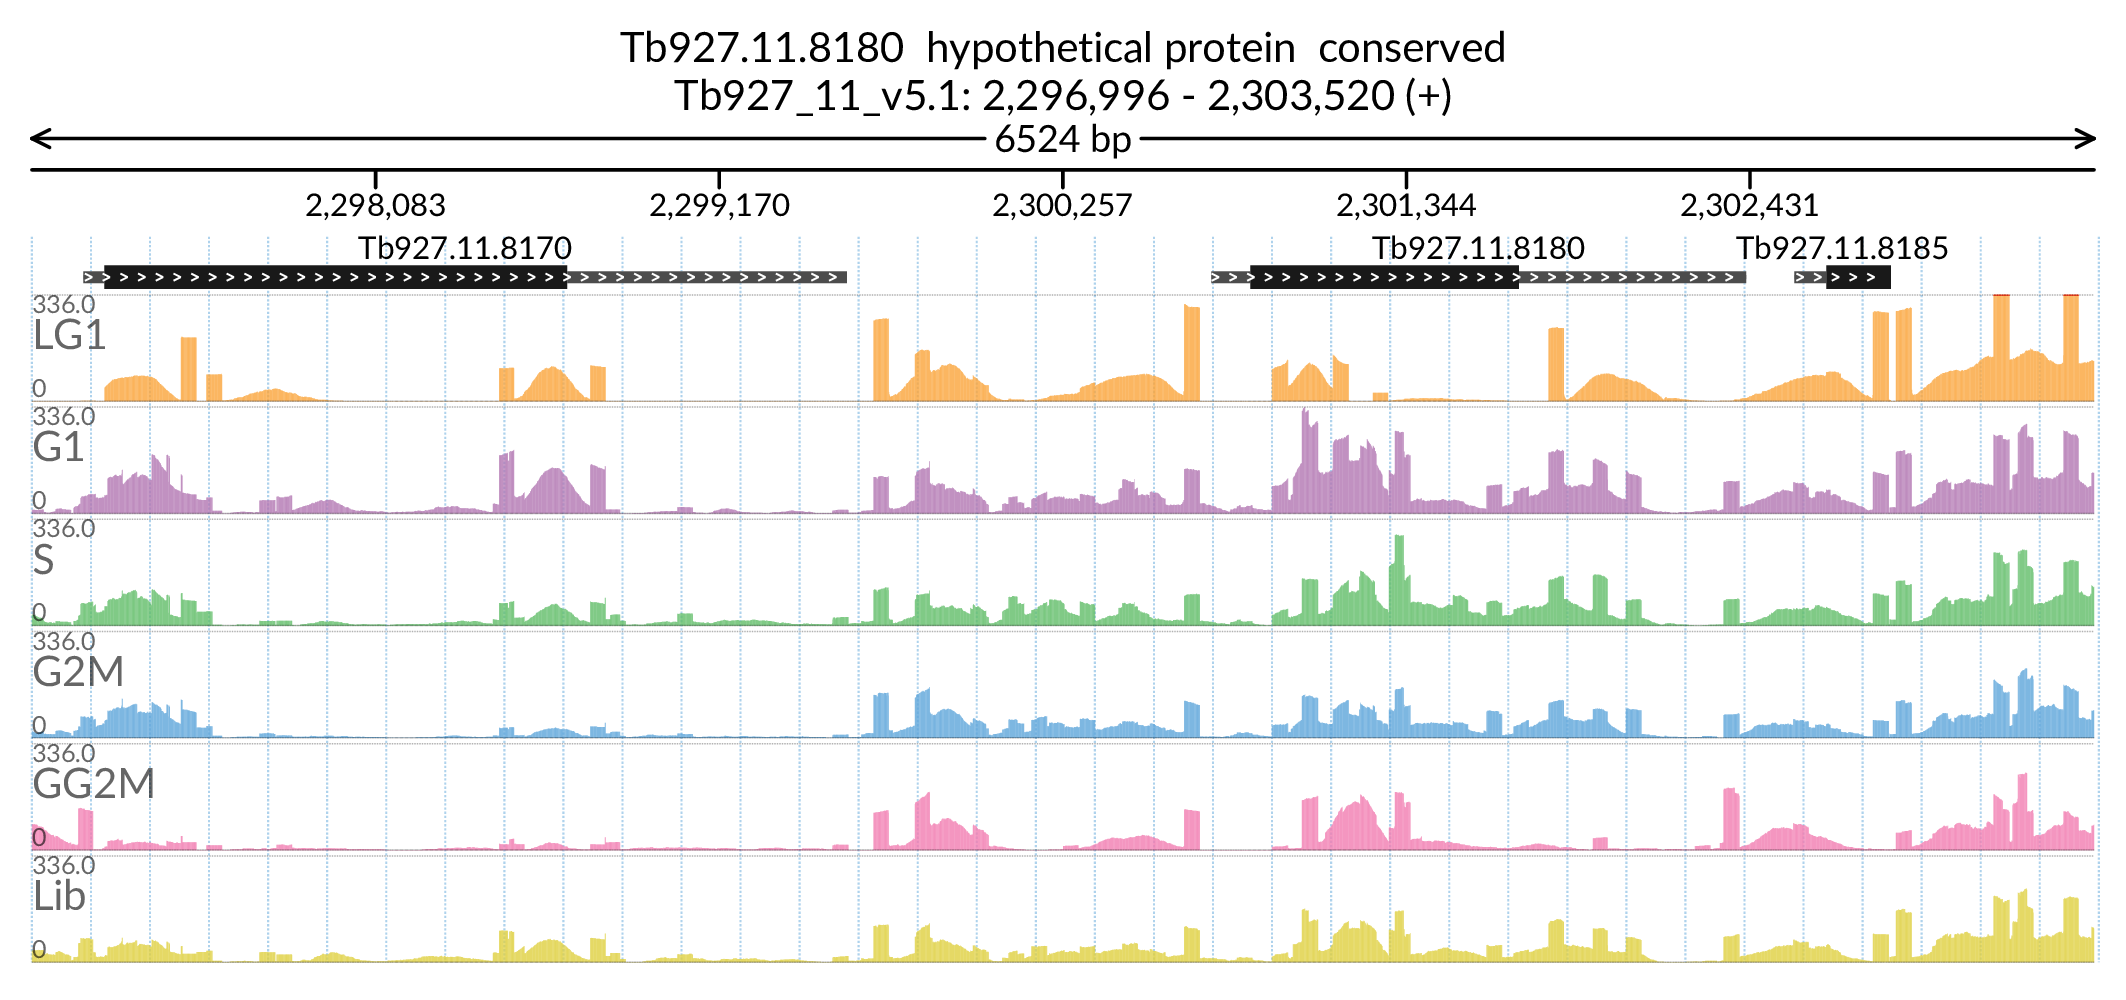 Tb927.11.8180  hypothetical protein  conserved
Tb927_11_v5.1: 2,296,996 - 2,303,520 (+)
6524 bp
2,298,083 2,299,170 2,300,257 2,301,344 2,302,431
Tb927.11.8170 Tb927.11.8180 Tb927.11.8185
336.0
LG1
0
336.0
G1
0
336.0
S
0
336.0
G2M
0
336.0
GG2M
0
336.0
Lib
0